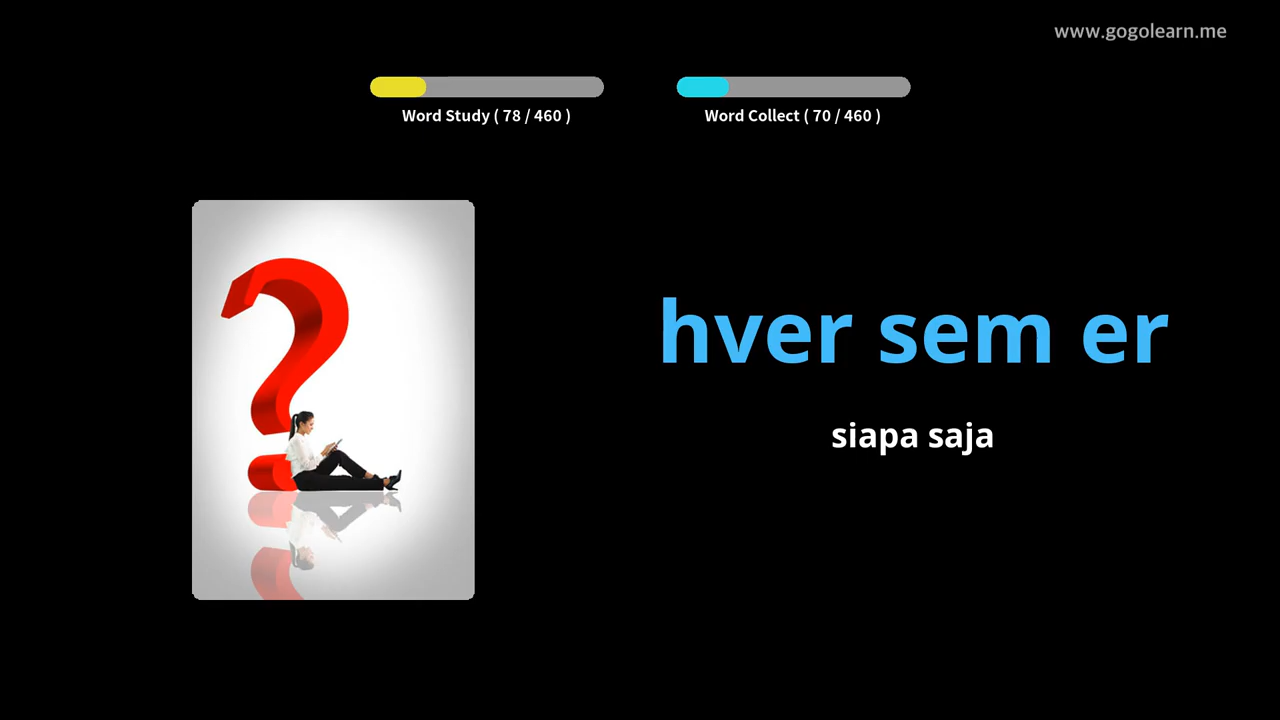 www.gogolearn.me
Word Study ( 78 / 460 )
Word Collect ( 70 / 460 )
hver sem er
siapa saja